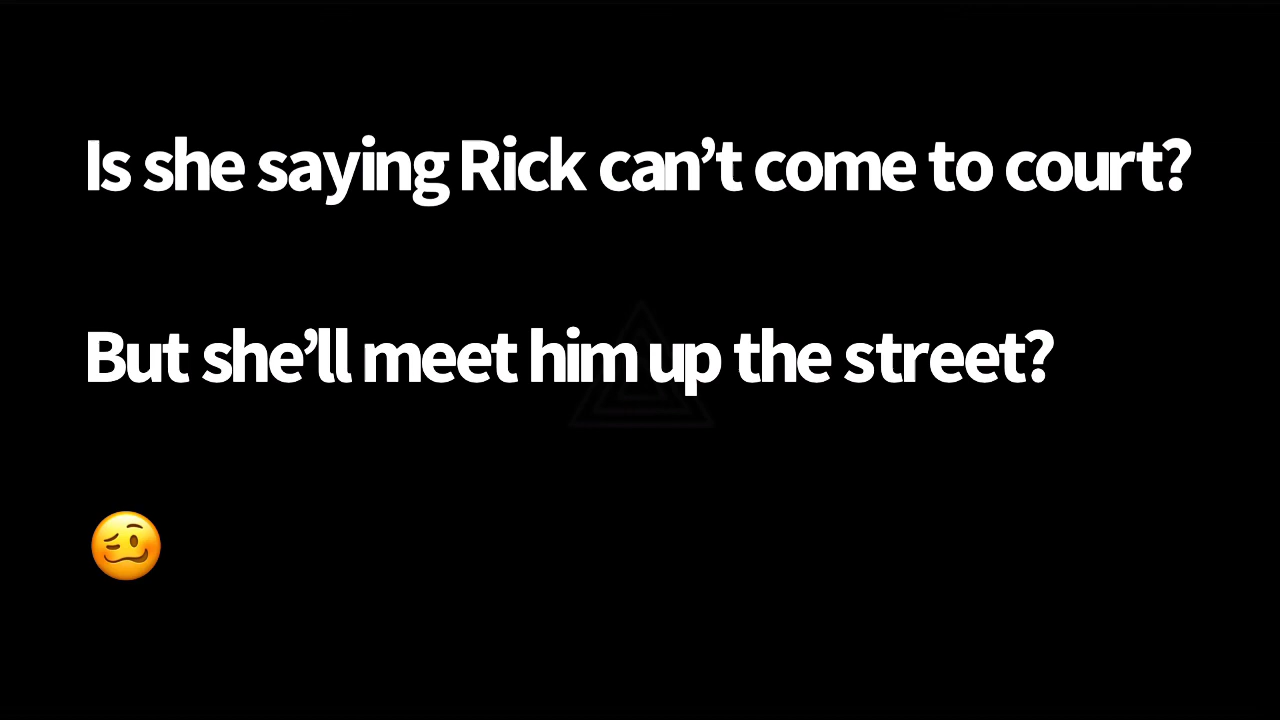 Is she saying Rick can’t come to court?
But she’ll meet him up the street?
🥴